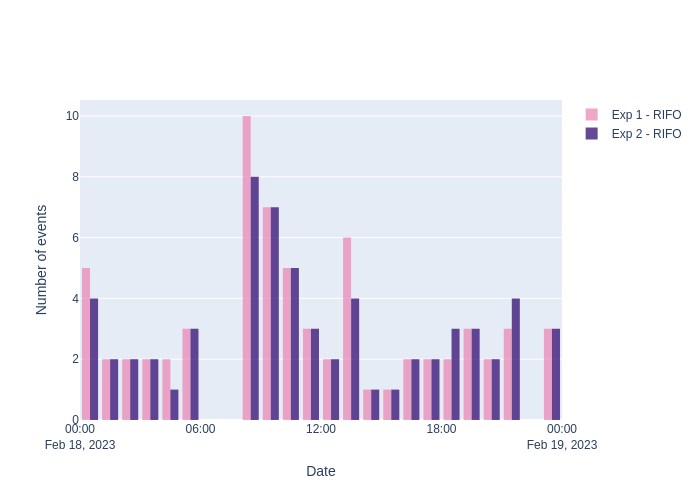 Exp 1 - RIFO
Exp 2 - RIFO
10
8
6
4
2
0
Number of events
00:00 06:00 12:00 18:00 00:00
Feb 18, 2023 Feb 19, 2023
Date